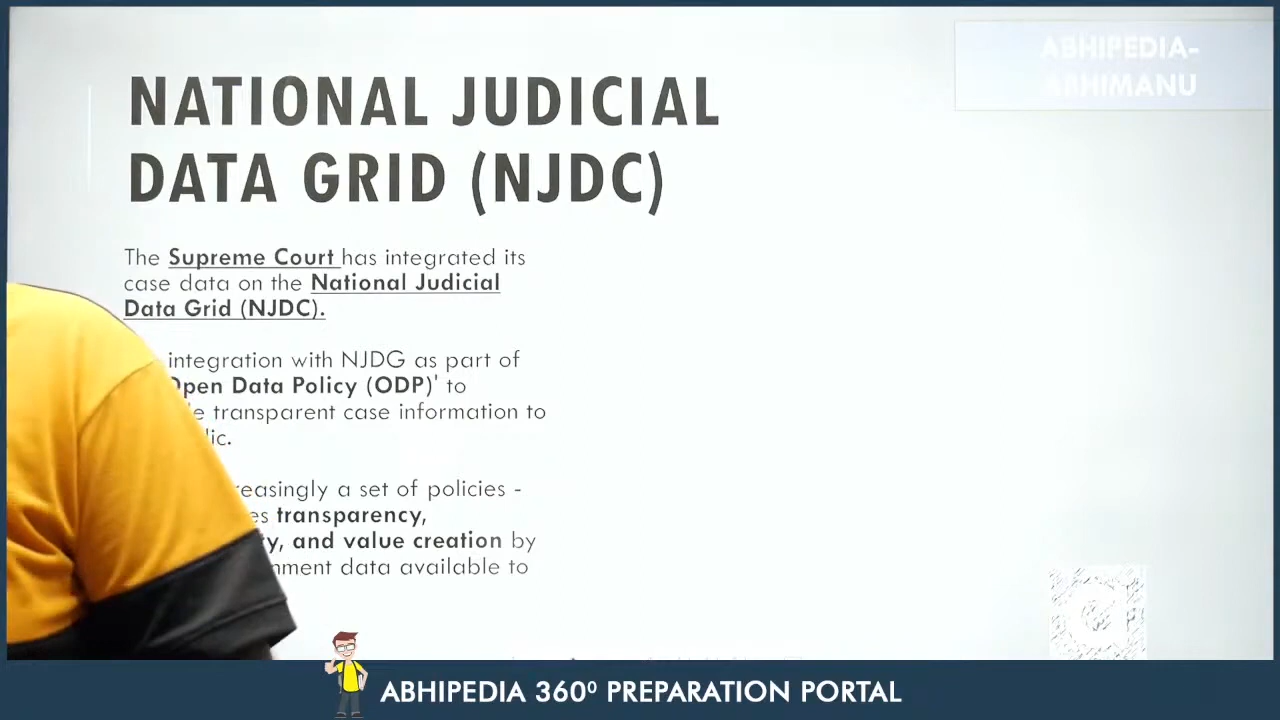 ABHIPEDIA-
ABHIMANU
NATIONAL JUDICIAL
DATA GRID (NJDC)
The Supreme Court has integrated its
case data on the National Judicial
Data Grid (NJDC).
integration with NJDG as part of
Open Data Policy (ODP)' to
transparent case information to
a set of policies -
transparency,
and value creation by
data available to
ABHIPEDIA 360⁰ PREPARATION PORTAL